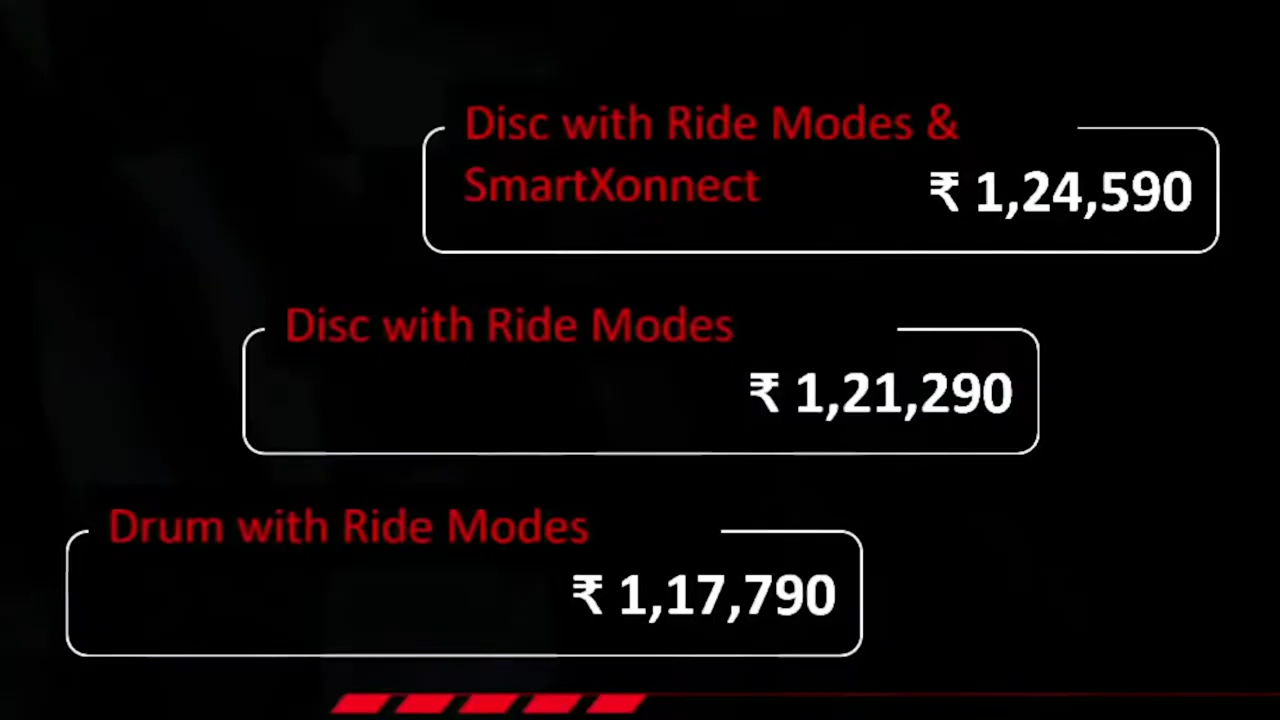 Disc with Ride Modes &
SmartXonnect
₹ 1,24,590
Disc with Ride Modes
₹ 1,21,290
Drum with Ride Modes
₹ 1,17,790